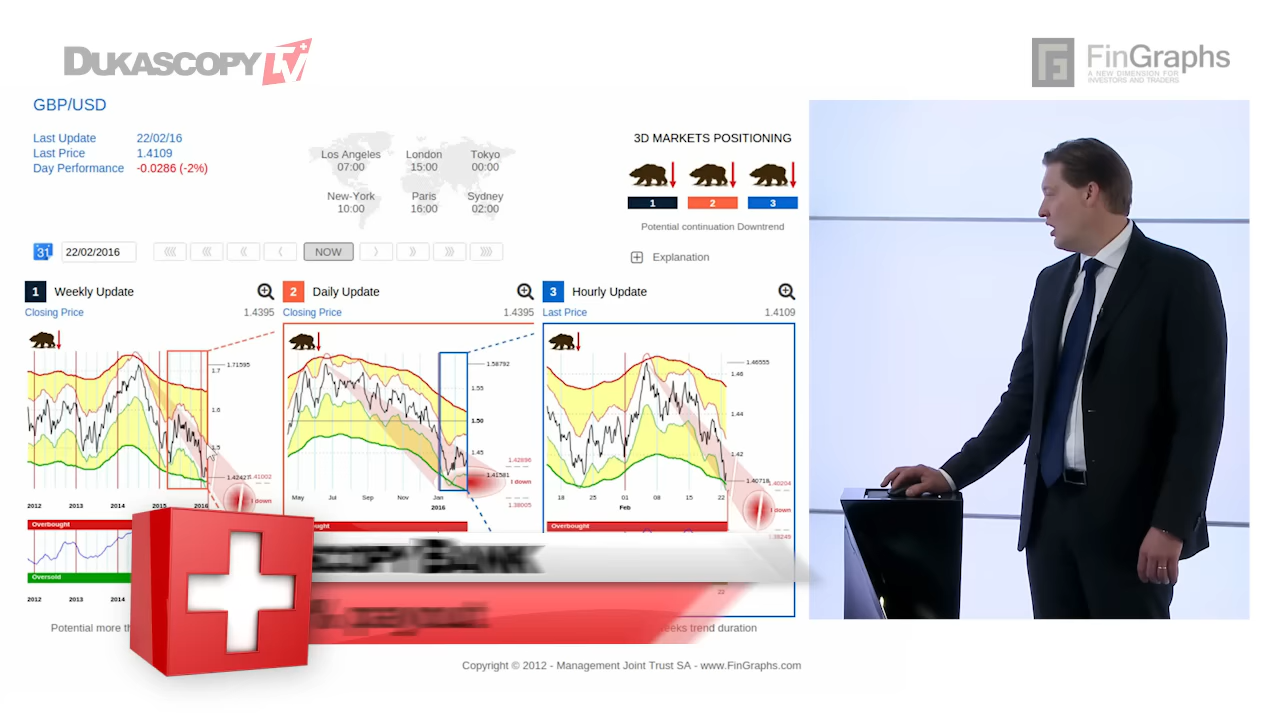 DUKASCOPY TV
FinGraphs
A NEW DIMENSION FOR
INVESTORS AND TRADERS
GBP/USD
Last Update 22/02/16
Last Price 1.4109
Day Performance -0.0286 (-2%)
Los Angeles London Tokyo
07:00 15:00 00:00
New-York Paris Sydney
10:00 16:00 02:00
3D MARKETS POSITIONING
1 2 3
Potential continuation Downtrend
31 22/02/2016 NOW
Explanation
1 Weekly Update
Closing Price 1.4395
1.71595
1.7
1.6
1.5
1.42427
1.41002
I down
2012 2013 2014 2015 2016
Overbought
Oversold
2012 2013 2014
Potential more th
2 Daily Update
Closing Price 1.4395
1.58792
1.55
1.50
1.45
1.42696
1.41581
I down
1.38005
May Jul Sep Nov Jan
2016
3 Hourly Update
Last Price 1.4109
1.46555
1.46
1.44
1.42
1.40718
1.40204
I down
18 25 01 08 15 22
Feb
Overbought
22
eeks trend duration
Copyright © 2012 - Management Joint Trust SA - www.FinGraphs.com